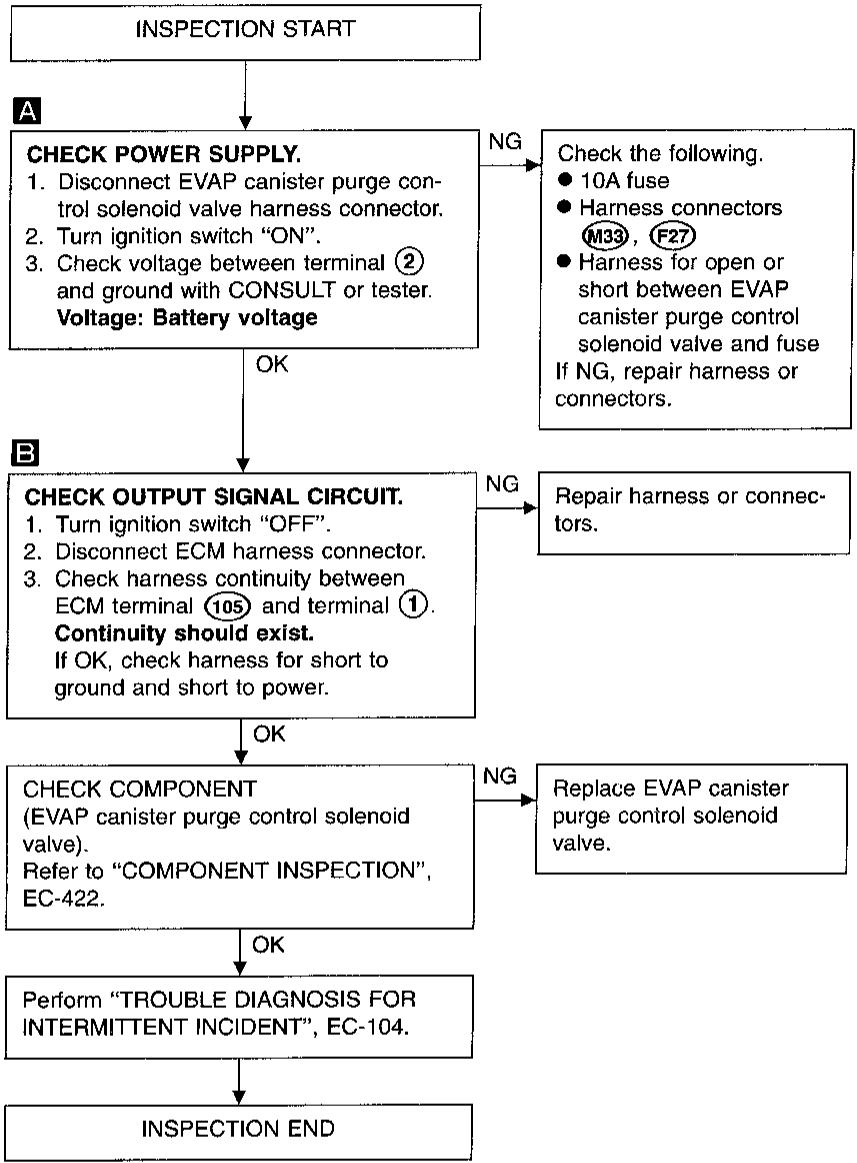 INSPECTION START
A
CHECK POWER SUPPLY.
1. Disconnect EVAP canister purge con-
trol solenoid valve harness connector.
2. Turn ignition switch “ON”.
3. Check voltage between terminal 2
and ground with CONSULT or tester.
Voltage: Battery voltage
NG
Check the following.
● 10A fuse
● Harness connectors
M33, F27
● Harness for open or
short between EVAP
canister purge control
solenoid valve and fuse
If NG, repair harness or
connectors.
OK
B
CHECK OUTPUT SIGNAL CIRCUIT.
1. Turn ignition switch “OFF”.
2. Disconnect ECM harness connector.
3. Check harness continuity between
ECM terminal 105 and terminal 1.
Continuity should exist.
If OK, check harness for short to
ground and short to power.
NG
Repair harness or connec-
tors.
OK
CHECK COMPONENT
(EVAP canister purge control solenoid
valve).
Refer to “COMPONENT INSPECTION”,
EC-422.
NG
Replace EVAP canister
purge control solenoid
valve.
OK
Perform “TROUBLE DIAGNOSIS FOR
INTERMITTENT INCIDENT”, EC-104.
INSPECTION END